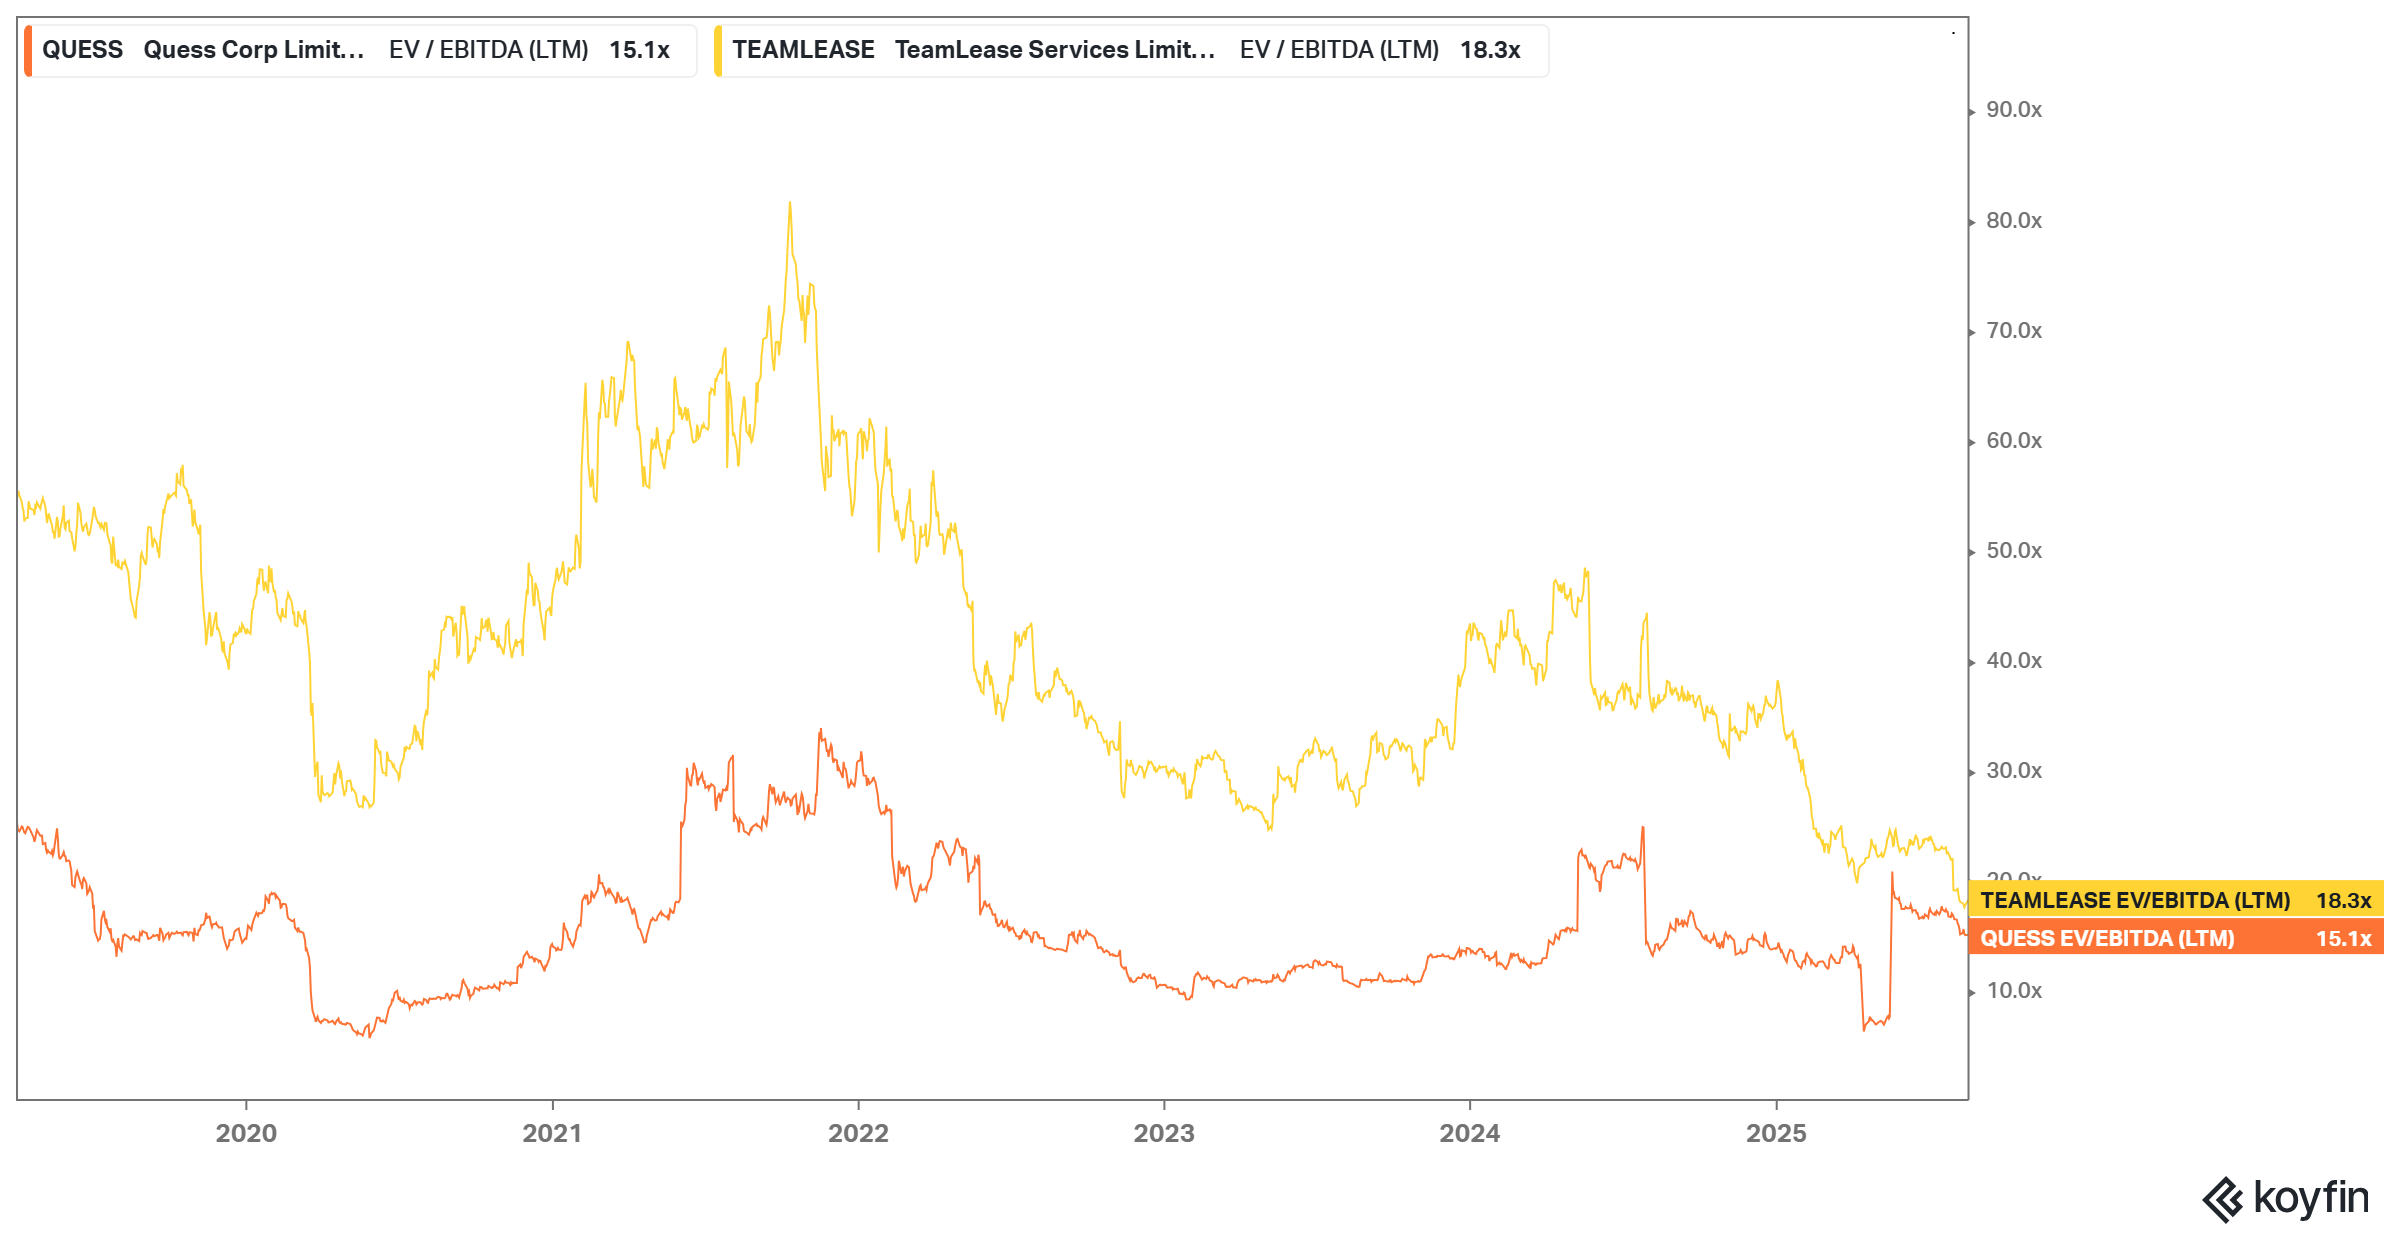 QUESS Quess Corp Limit... EV / EBITDA (LTM) 15.1x TEAMLEASE TeamLease Services Limit... EV / EBITDA (LTM) 18.3x
90.0x
80.0x
70.0x
60.0x
50.0x
40.0x
30.0x
20.0x
TEAMLEASE EV/EBITDA (LTM) 18.3x
QUESS EV/EBITDA (LTM) 15.1x
10.0x
2020 2021 2022 2023 2024 2025
koyfin